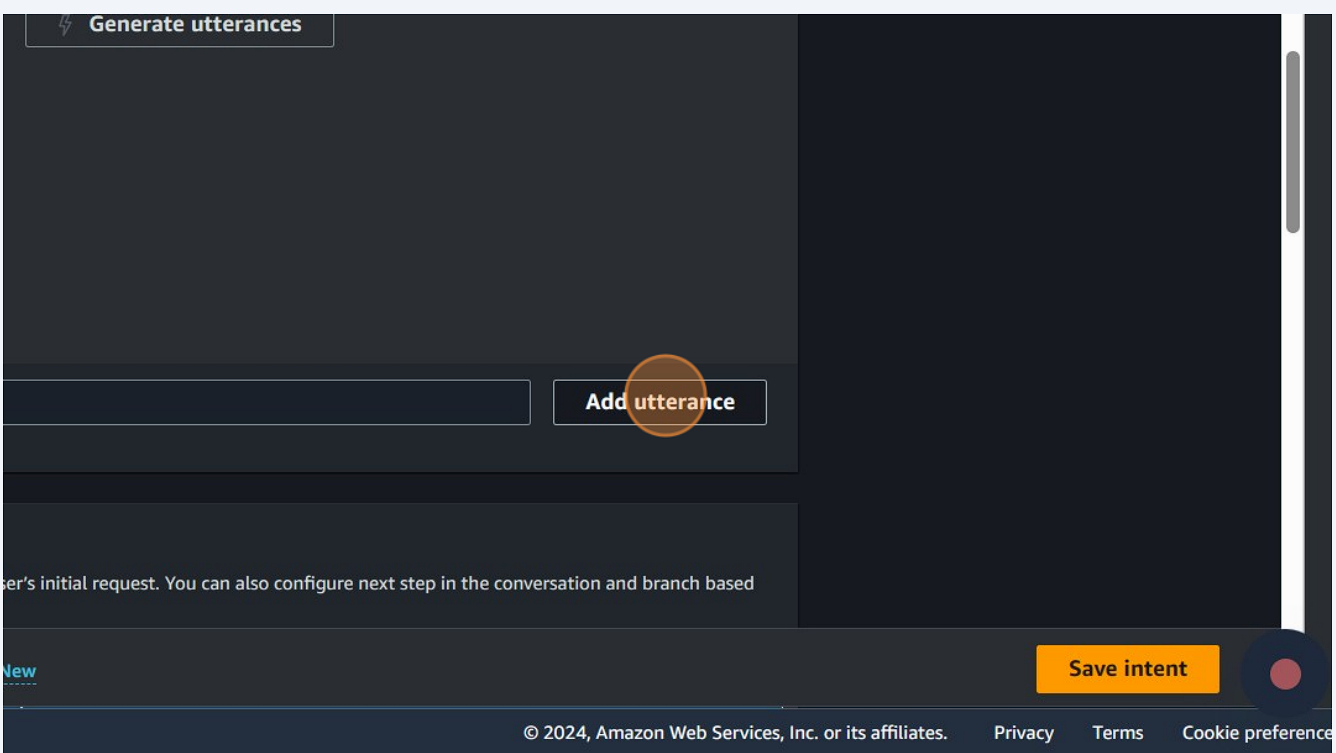 Generate utterances
Add utterance
ser's initial request. You can also configure next step in the conversation and branch based
New
Save intent
© 2024, Amazon Web Services, Inc. or its affiliates. Privacy Terms Cookie preference